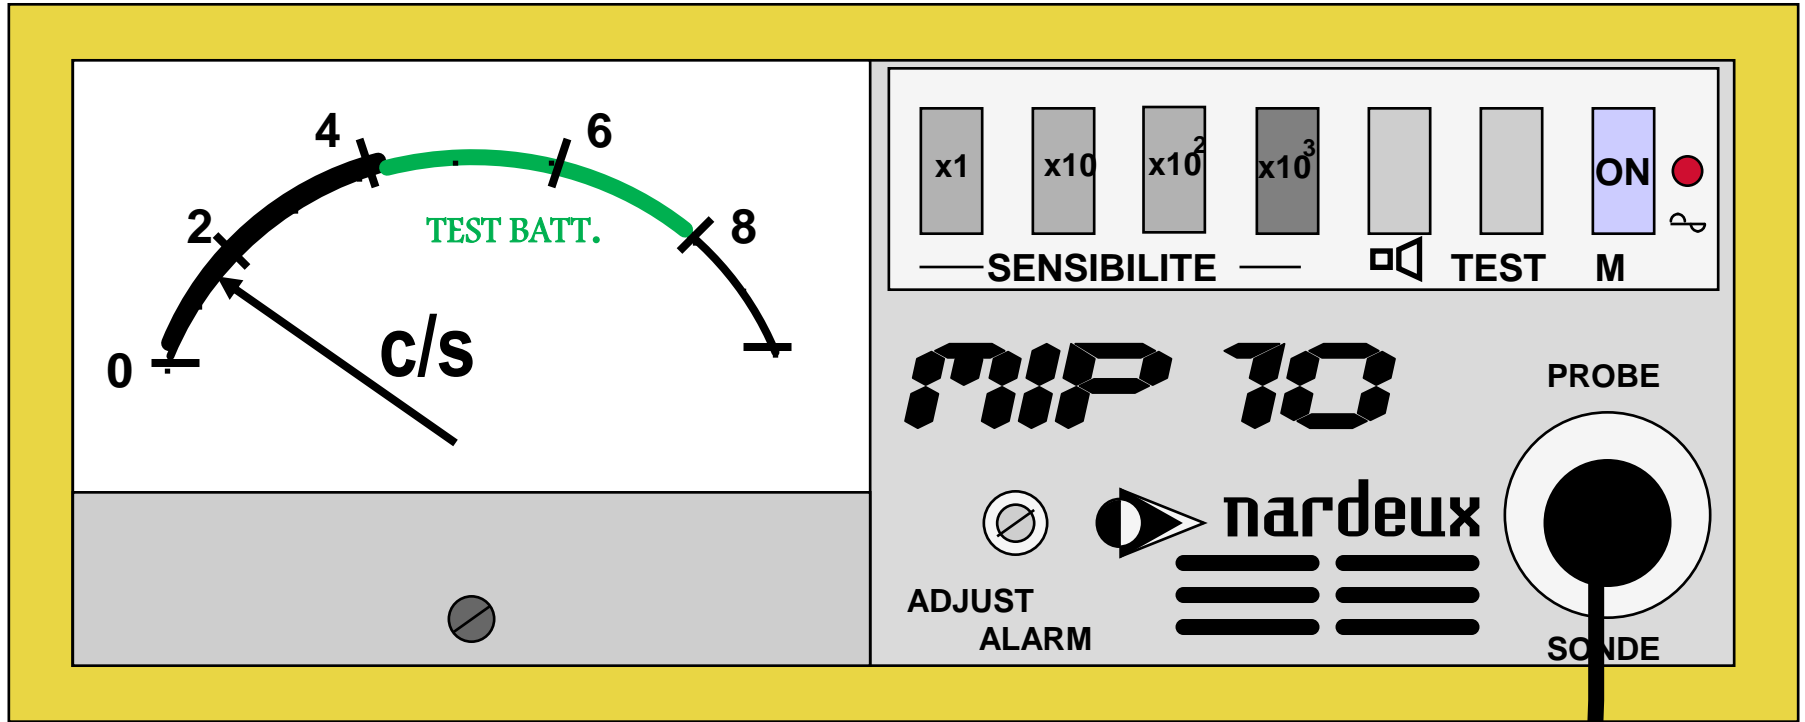 0 2 4 6 8
TEST BATT.
c/s
x1 x10 x10² x10³ ON
SENSIBILITE TEST M
MIP 10
PROBE
nardeux
ADJUST
ALARM
SONDE